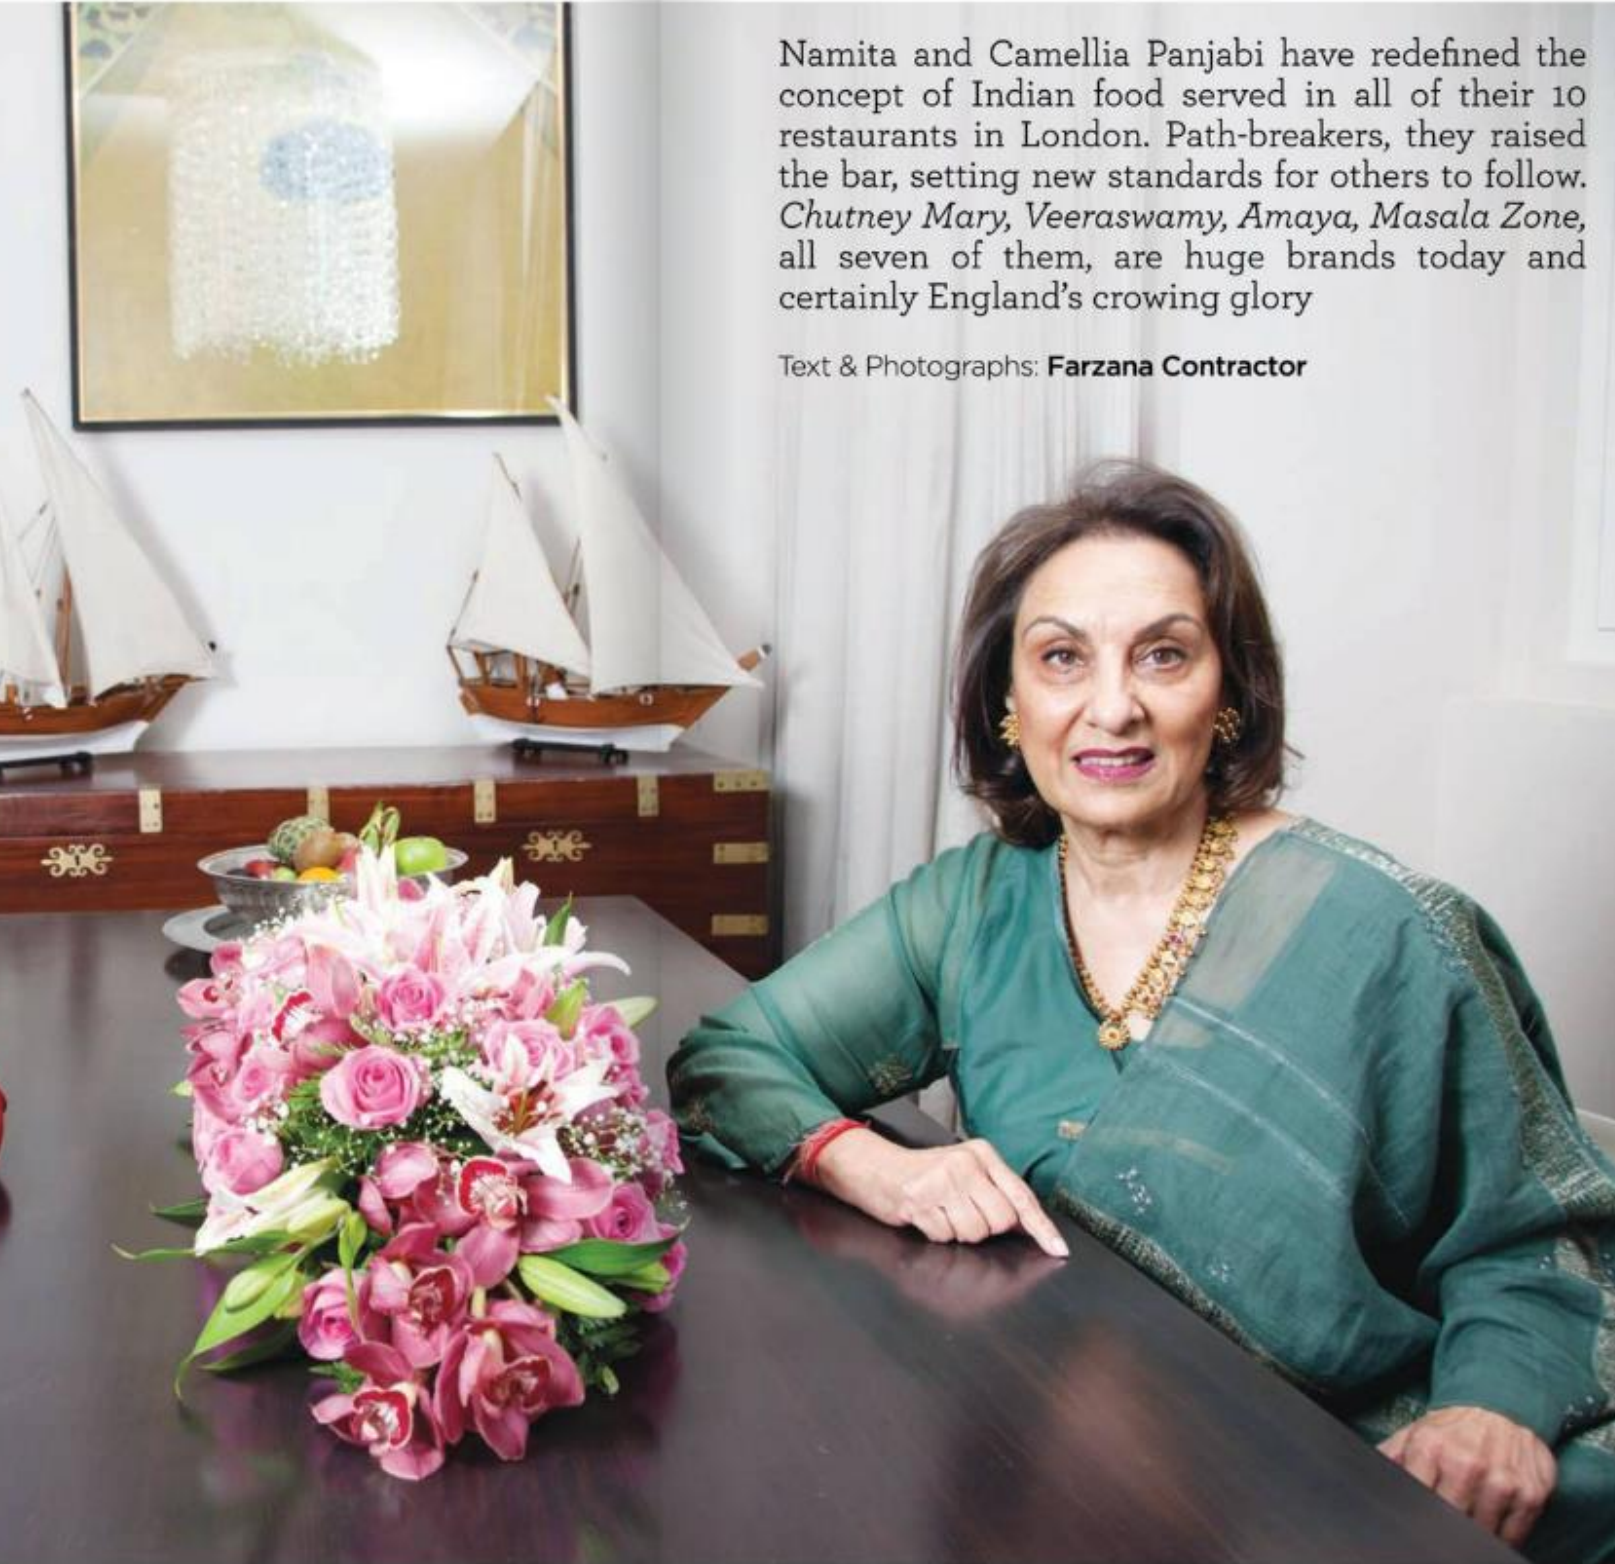 Namita and Camellia Panjabi have redefined the
concept of Indian food served in all of their 10
restaurants in London. Path-breakers, they raised
the bar, setting new standards for others to follow.
Chutney Mary, Veeraswamy, Amaya, Masala Zone,
all seven of them, are huge brands today and
certainly England's crowing glory
Text & Photographs: Farzana Contractor